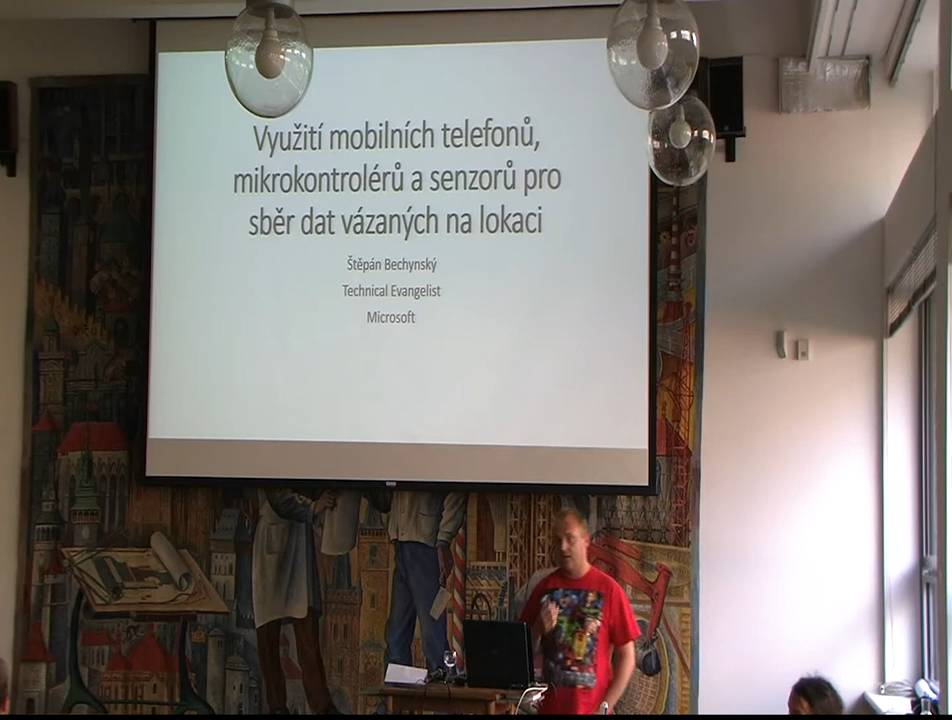 Využití mobilních telefonů,
mikrokontrolérů a senzorů pro
sběr dat vázaných na lokaci
Štěpán Bechynský
Technical Evangelist
Microsoft